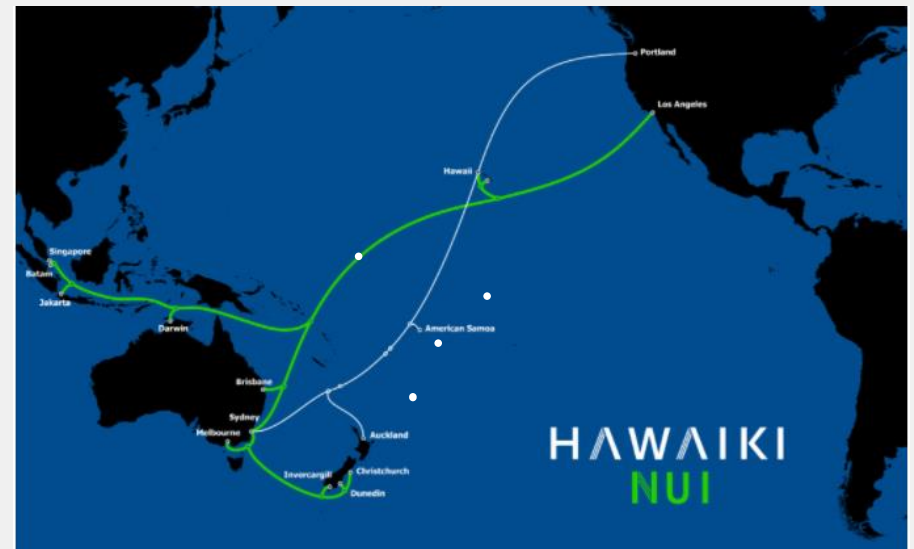 Portland
Los Angeles
Hawaii
Singapore
Batam
Jakarta
Darwin
American Samoa
Brisbane
Sydney
Melbourne
Auckland
Invercargill
Christchurch
Dunedin
HAWAIKI
NUI